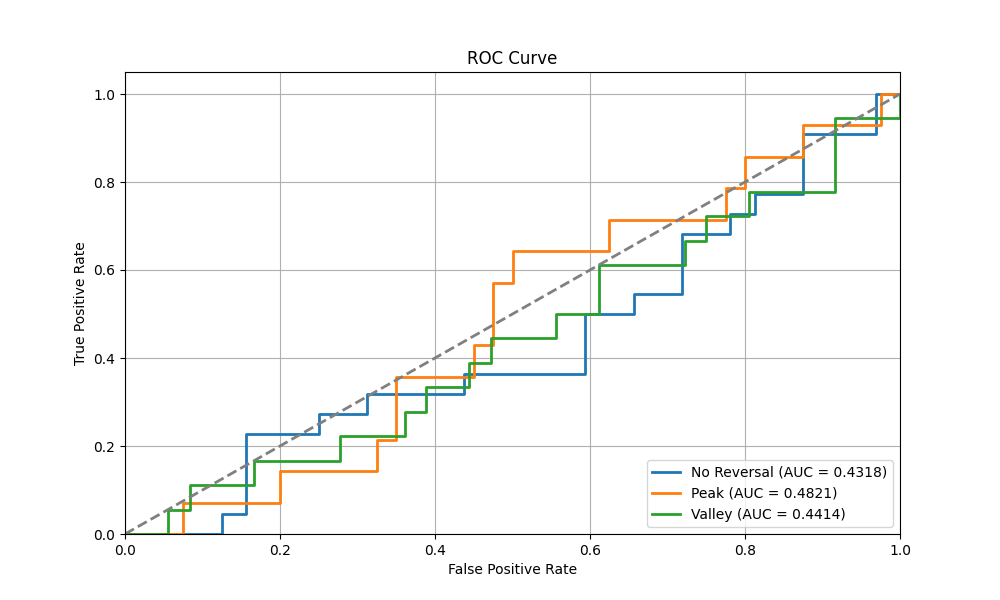 ROC Curve
True Positive Rate
1.0
0.8
0.6
0.4
0.2
0.0
0.0 0.2 0.4 0.6 0.8 1.0
False Positive Rate
No Reversal (AUC = 0.4318)
Peak (AUC = 0.4821)
Valley (AUC = 0.4414)